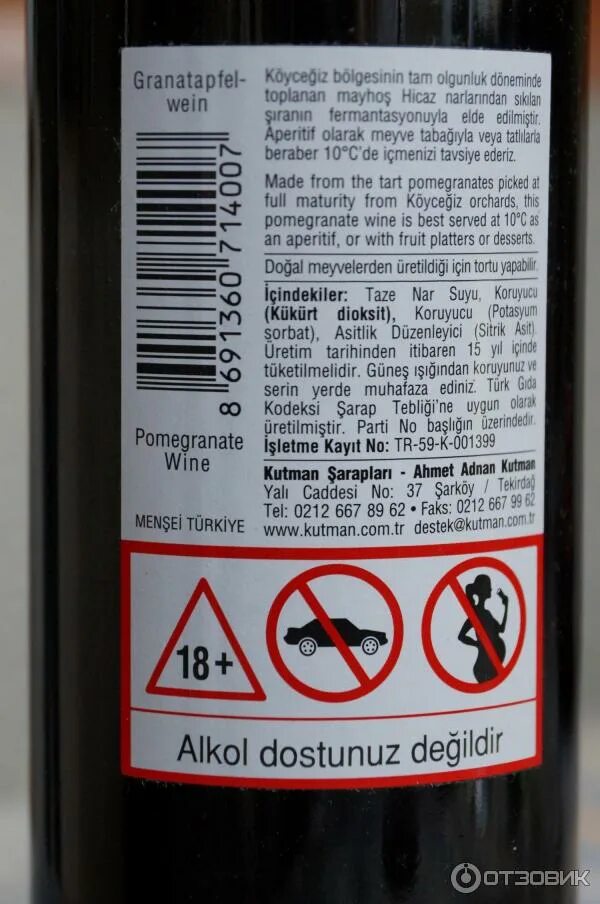 Granatapfel-
wein
8 691360 714007
Pomegranate
Wine
MENŞEİ TÜRKİYE
Köyceğiz bölgesinin tam olgunluk döneminde
toplanan mayhoş Hicaz narlarından sıkılan
şıranın fermantasyonuyla elde edilmiştir.
Aperitif olarak meyve tabağıyla veya tatlılarla
beraber 10°C'de içmenizi tavsiye ederiz.
Made from the tart pomegranates picked at
full maturity from Köyceğiz orchards, this
pomegranate wine is best served at 10°C as
an aperitif, or with fruit platters or desserts.
Doğal meyvelerden üretildiği için tortu yapabilir.
İçindekiler: Taze Nar Suyu, Koruyucu
(Kükürt dioksit), Koruyucu (Potasyum
sorbat), Asitlik Düzenleyici (Sitrik Asit).
Üretim tarihinden itibaren 15 yıl içinde
tüketilmelidir. Güneş ışığından koruyunuz ve
serin yerde muhafaza ediniz. Türk Gıda
Kodeksi Şarap Tebliği'ne uygun olarak
üretilmiştir. Parti No başlığın üzerindedir.
İşletme Kayıt No: TR-59-K-001399
Kutman Şarapları - Ahmet Adnan Kutman
Yalı Caddesi No: 37 Şarköy / Tekirdağ
Tel: 0212 667 89 62 • Faks: 0212 667 99 62
www.kutman.com.tr destek@kutman.com.tr
18+
Alkol dostunuz değildir
ОТЗОВИК